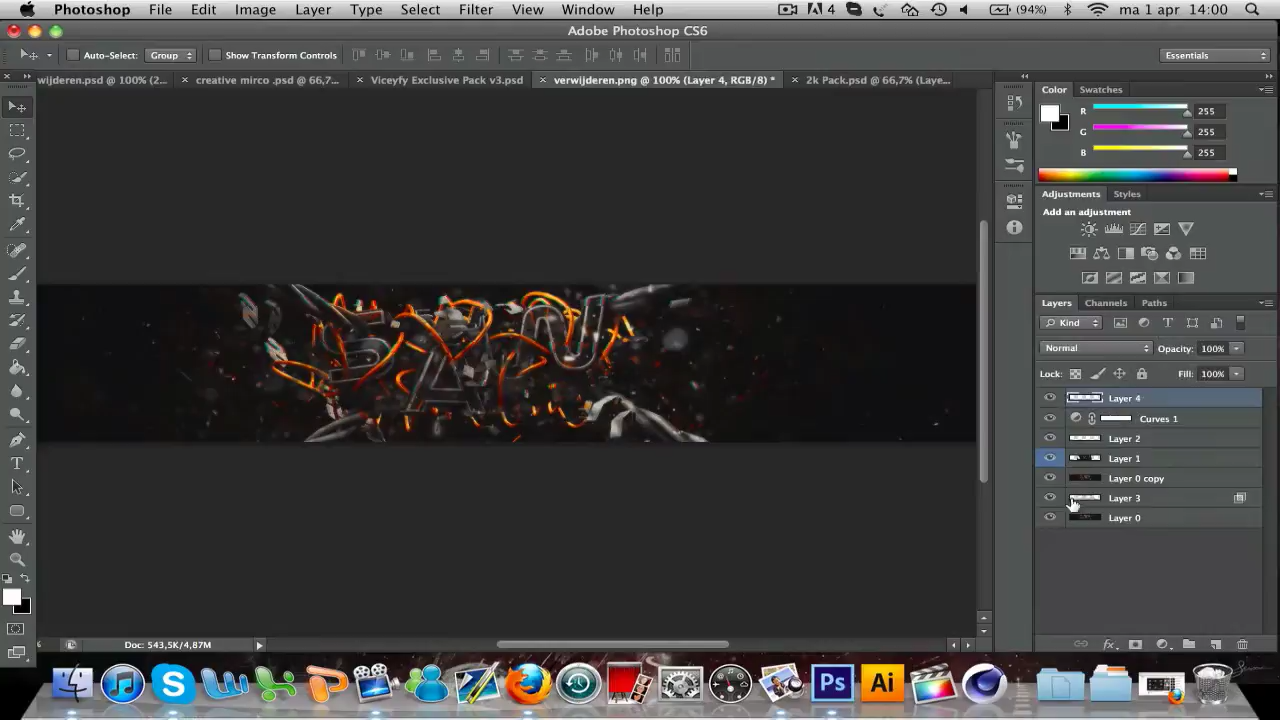 Photoshop File Edit Image Layer Type Select Filter View Window Help 4 (94%) ma 1 apr 14:00
Adobe Photoshop CS6
Auto-Select: Group Show Transform Controls Essentials
wijderen.psd @ 100% (2... creative mirco .psd @ 66,7... Viceyfy Exclusive Pack v3.psd verwijderen.png @ 100% (Layer 4, RGB/8) * 2k Pack.psd @ 66,7% (Laye...
Color Swatches
R 255
G 255
B 255
Adjustments Styles
Add an adjustment
Layers Channels Paths
Kind
Normal Opacity: 100%
Lock: Fill: 100%
Layer 4
Curves 1
Layer 2
Layer 1
Layer 0 copy
Layer 3
Layer 0
% Doc: 543,5K/4,87M
Ps Ai